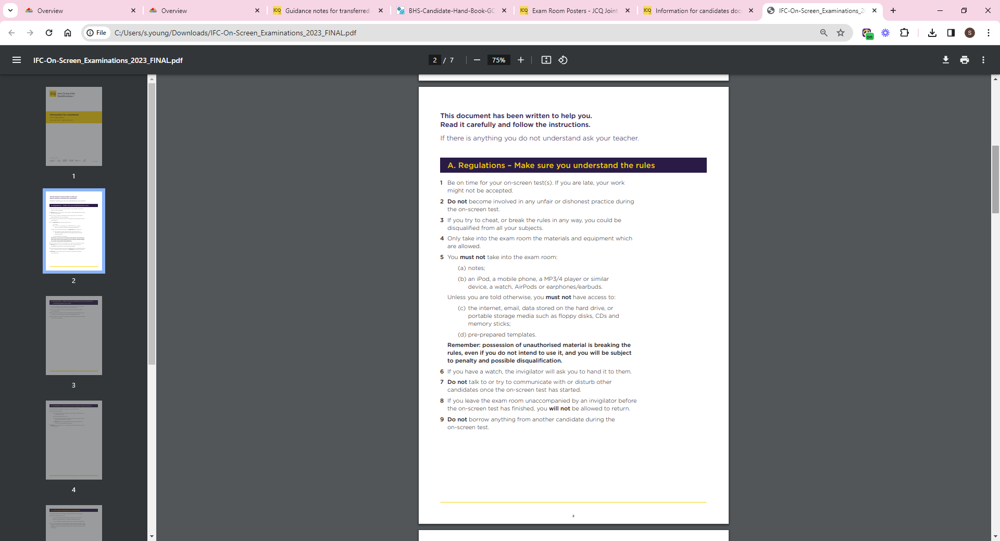 Overview
Overview
Guidance notes for transferred
BHS-Candidate-Hand-Book-GC
Exam Room Posters - JCQ Joint
Information for candidates doc
IFC-On-Screen_Examinations_20
File
C:/Users/s.young/Downloads/IFC-On-Screen_Examinations_2023_FINAL.pdf
on
S
IFC-On-Screen_Examinations_2023_FINAL.pdf
2 / 7
75%
1
2
3
4
This document has been written to help you.
Read it carefully and follow the instructions.
If there is anything you do not understand ask your teacher.
A. Regulations – Make sure you understand the rules
1 Be on time for your on-screen test(s). If you are late, your work
might not be accepted.
2 Do not become involved in any unfair or dishonest practice during
the on-screen test.
3 If you try to cheat, or break the rules in any way, you could be
disqualified from all your subjects.
4 Only take into the exam room the materials and equipment which
are allowed.
5 You must not take into the exam room:
(a) notes;
(b) an iPod, a mobile phone, a MP3/4 player or similar
device, a watch, AirPods or earphones/earbuds.
Unless you are told otherwise, you must not have access to:
(c) the internet, email, data stored on the hard drive, or
portable storage media such as floppy disks, CDs and
memory sticks;
(d) pre-prepared templates.
Remember: possession of unauthorised material is breaking the
rules, even if you do not intend to use it, and you will be subject
to penalty and possible disqualification.
6 If you have a watch, the invigilator will ask you to hand it to them.
7 Do not talk to or try to communicate with or disturb other
candidates once the on-screen test has started.
8 If you leave the exam room unaccompanied by an invigilator before
the on-screen test has finished, you will not be allowed to return.
9 Do not borrow anything from another candidate during the
on-screen test.
2